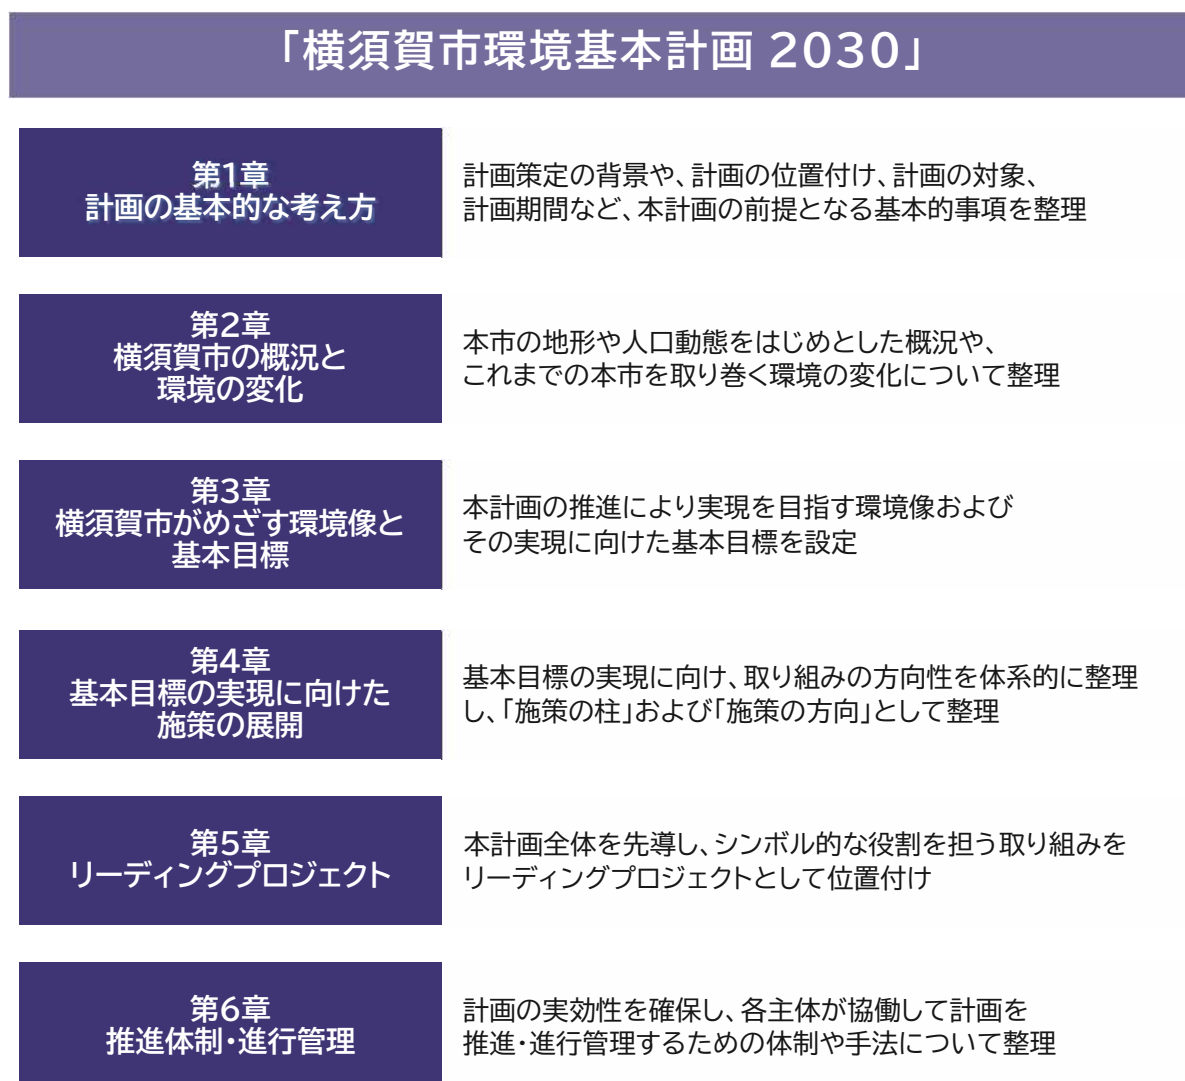 「横須賀市環境基本計画 2030」
第1章
計画の基本的な考え方
計画策定の背景や、計画の位置付け、計画の対象、
計画期間など、本計画の前提となる基本的事項を整理
第2章
横須賀市の概況と
環境の変化
本市の地形や人口動態をはじめとした概況や、
これまでの本市を取り巻く環境の変化について整理
第3章
横須賀市がめざす環境像と
基本目標
本計画の推進により実現を目指す環境像および
その実現に向けた基本目標を設定
第4章
基本目標の実現に向けた
施策の展開
基本目標の実現に向け、取り組みの方向性を体系的に整理
し、「施策の柱」および「施策の方向」として整理
第5章
リーディングプロジェクト
本計画全体を先導し、シンボル的な役割を担う取り組みを
リーディングプロジェクトとして位置付け
第6章
推進体制・進行管理
計画の実効性を確保し、各主体が協働して計画を
推進・進行管理するための体制や手法について整理